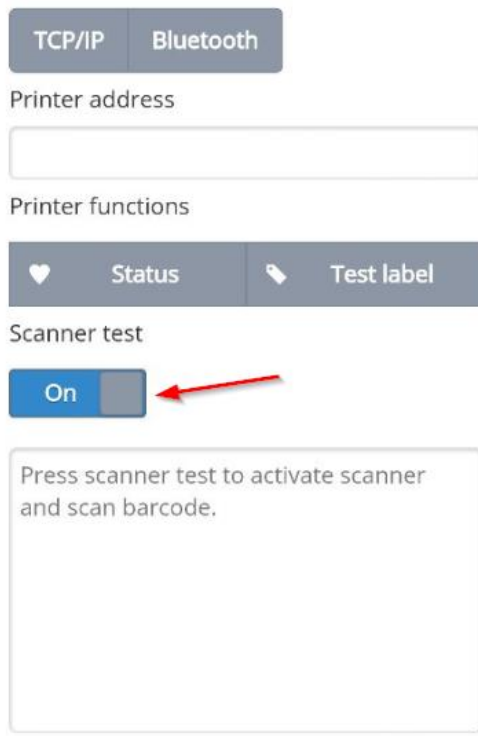 TCP/IP Bluetooth
Printer address
Printer functions
Status Test label
Scanner test
On
Press scanner test to activate scanner
and scan barcode.